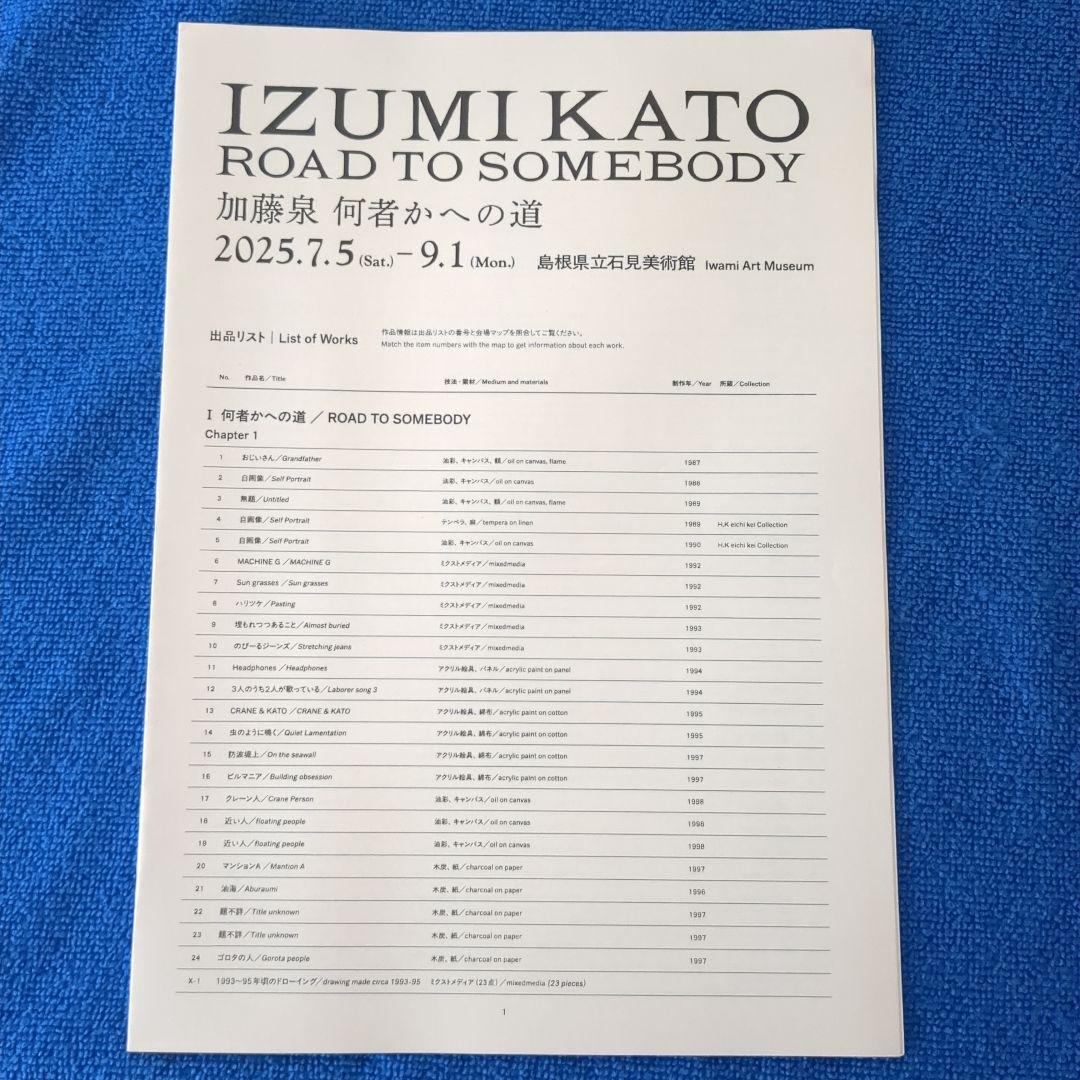 IZUMI KATO
ROAD TO SOMEBODY
加藤泉 何者かへの道
2025.7.5 (Sat.) – 9.1 (Mon.) 島根県立石見美術館 Iwami Art Museum
出品リスト | List of Works
作品情報は出品リストの番号と会場マップを照合してご覧ください。
Match the item numbers with the map to get information about each work.
No. 作品名/Title 技法・素材/Medium and materials 制作年/Year 所蔵/Collection
I 何者かへの道 / ROAD TO SOMEBODY
Chapter 1
1 おじいさん/Grandfather 油彩、キャンバス、額/oil on canvas, flame 1987
2 自画像/Self Portrait 油彩、キャンバス/oil on canvas 1988
3 無題/Untitled 油彩、キャンバス、額/oil on canvas, flame 1989
4 自画像/Self Portrait テンペラ、麻/tempera on linen 1989 H.K eichi kei Collection
5 自画像/Self Portrait 油彩、キャンバス/oil on canvas 1990 H.K eichi kei Collection
6 MACHINE G /MACHINE G ミクストメディア/mixedmedia 1992
7 Sun grasses /Sun grasses ミクストメディア/mixedmedia 1992
8 ハリツケ/Pasting ミクストメディア/mixedmedia 1992
9 埋もれつつあること/Almost buried ミクストメディア/mixedmedia 1993
10 のびーるジーンズ/Stretching jeans ミクストメディア/mixedmedia 1993
11 Headphones /Headphones アクリル絵具、パネル/acrylic paint on panel 1994
12 3人のうち2人が歌っている/Laborer song 3 アクリル絵具、パネル/acrylic paint on panel 1994
13 CRANE & KATO /CRANE & KATO アクリル絵具、綿布/acrylic paint on cotton 1995
14 虫のように鳴く/Quiet Lamentation アクリル絵具、綿布/acrylic paint on cotton 1995
15 防波堤上/On the seawall アクリル絵具、綿布/acrylic paint on cotton 1997
16 ビルマニア/Building obsession アクリル絵具、綿布/acrylic paint on cotton 1997
17 クレーン人/Crane Person 油彩、キャンバス/oil on canvas 1998
18 近い人/floating people 油彩、キャンバス/oil on canvas 1998
19 近い人/floating people 油彩、キャンバス/oil on canvas 1998
20 マンションA/Mantion A 木炭、紙/charcoal on paper 1997
21 油海/Aburaumi 木炭、紙/charcoal on paper 1996
22 題不詳/Title unknown 木炭、紙/charcoal on paper 1997
23 題不詳/Title unknown 木炭、紙/charcoal on paper 1997
24 ゴロタの人/Gorota people 木炭、紙/charcoal on paper 1997
X-1 1993〜95年頃のドローイング/drawing made circa 1993-95 ミクストメディア(23点)/mixedmedia (23 pieces)
1